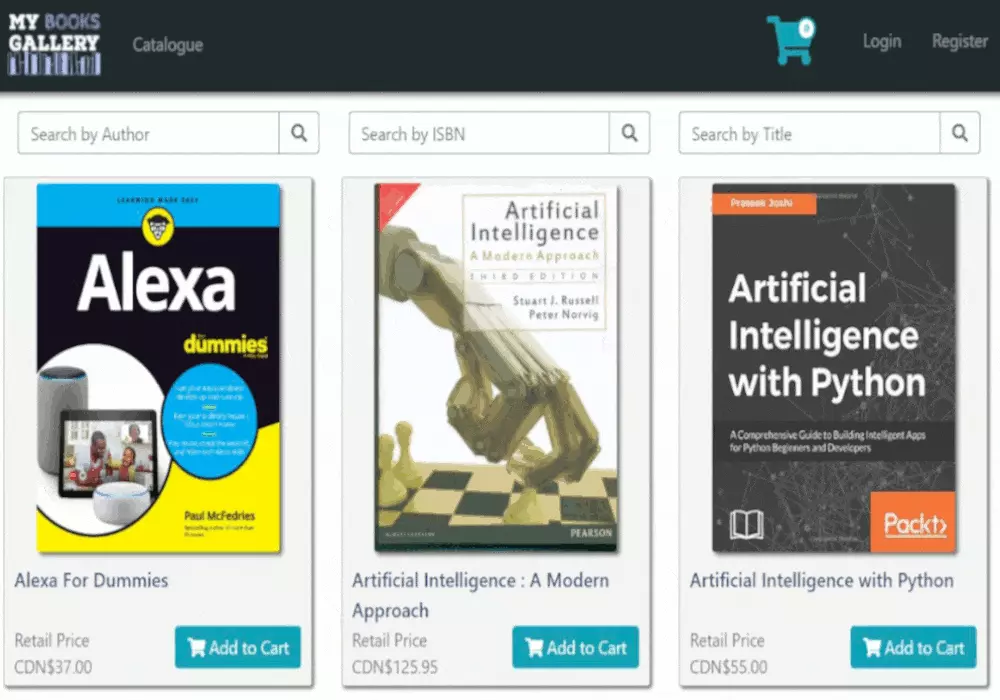 MY BOOKS
GALLERY
Catalogue
0
Login
Register
Search by Author
Search by ISBN
Search by Title
LEARNING MADE EASY
Alexa
dummies
Paul McFedries
Artificial
Intelligence
A Modern Approach
THIRD EDITION
Stuart J. Russell
Peter Norvig
PEARSON
Prateek Joshi
Artificial
Intelligence
with Python
A Comprehensive Guide to Building Intelligent Apps
for Python Beginners and Developers
Packt>
Alexa For Dummies
Retail Price
CDN$37.00
Add to Cart
Artificial Intelligence : A Modern
Approach
Retail Price
CDN$125.95
Add to Cart
Artificial Intelligence with Python
Retail Price
CDN$55.00
Add to Cart